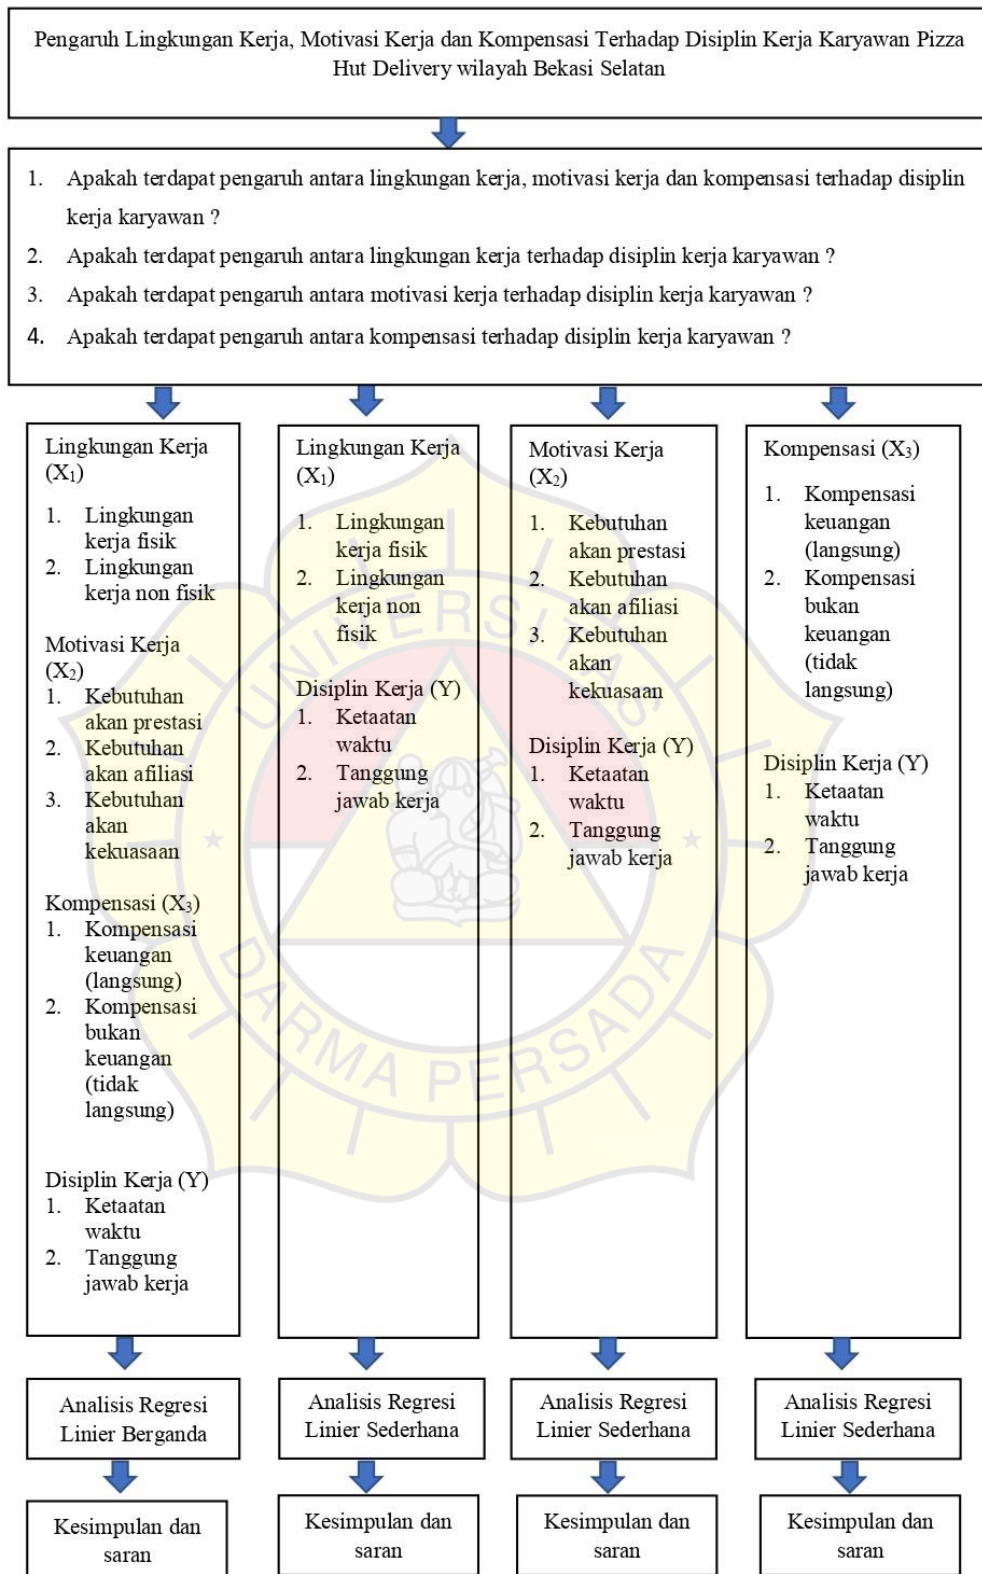 Pengaruh Lingkungan Kerja, Motivasi Kerja dan Kompensasi Terhadap Disiplin Kerja Karyawan Pizza
Hut Delivery wilayah Bekasi Selatan
1. Apakah terdapat pengaruh antara lingkungan kerja, motivasi kerja dan kompensasi terhadap disiplin
kerja karyawan ?
2. Apakah terdapat pengaruh antara lingkungan kerja terhadap disiplin kerja karyawan ?
3. Apakah terdapat pengaruh antara motivasi kerja terhadap disiplin kerja karyawan ?
4. Apakah terdapat pengaruh antara kompensasi terhadap disiplin kerja karyawan ?
Lingkungan Kerja
(X₁)
1. Lingkungan
kerja fisik
2. Lingkungan
kerja non fisik
Motivasi Kerja
(X₂)
1. Kebutuhan
akan prestasi
2. Kebutuhan
akan afiliasi
3. Kebutuhan
akan
kekuasaan
Kompensasi (X₃)
1. Kompensasi
keuangan
(langsung)
2. Kompensasi
bukan
keuangan
(tidak
langsung)
Disiplin Kerja (Y)
1. Ketaatan
waktu
2. Tanggung
jawab kerja
Analisis Regresi
Linier Berganda
Kesimpulan dan
saran
Lingkungan Kerja
(X₁)
1. Lingkungan
kerja fisik
2. Lingkungan
kerja non
fisik
Disiplin Kerja (Y)
1. Ketaatan
waktu
2. Tanggung
jawab kerja
Analisis Regresi
Linier Sederhana
Kesimpulan dan
saran
Motivasi Kerja
(X₂)
1. Kebutuhan
akan prestasi
2. Kebutuhan
akan afiliasi
3. Kebutuhan
akan
kekuasaan
Disiplin Kerja (Y)
1. Ketaatan
waktu
2. Tanggung
jawab kerja
Analisis Regresi
Linier Sederhana
Kesimpulan dan
saran
Kompensasi (X₃)
1. Kompensasi
keuangan
(langsung)
2. Kompensasi
bukan
keuangan
(tidak
langsung)
Disiplin Kerja (Y)
1. Ketaatan
waktu
2. Tanggung
jawab kerja
Analisis Regresi
Linier Sederhana
Kesimpulan dan
saran
UNIVERSITAS
DARMA PERSADA